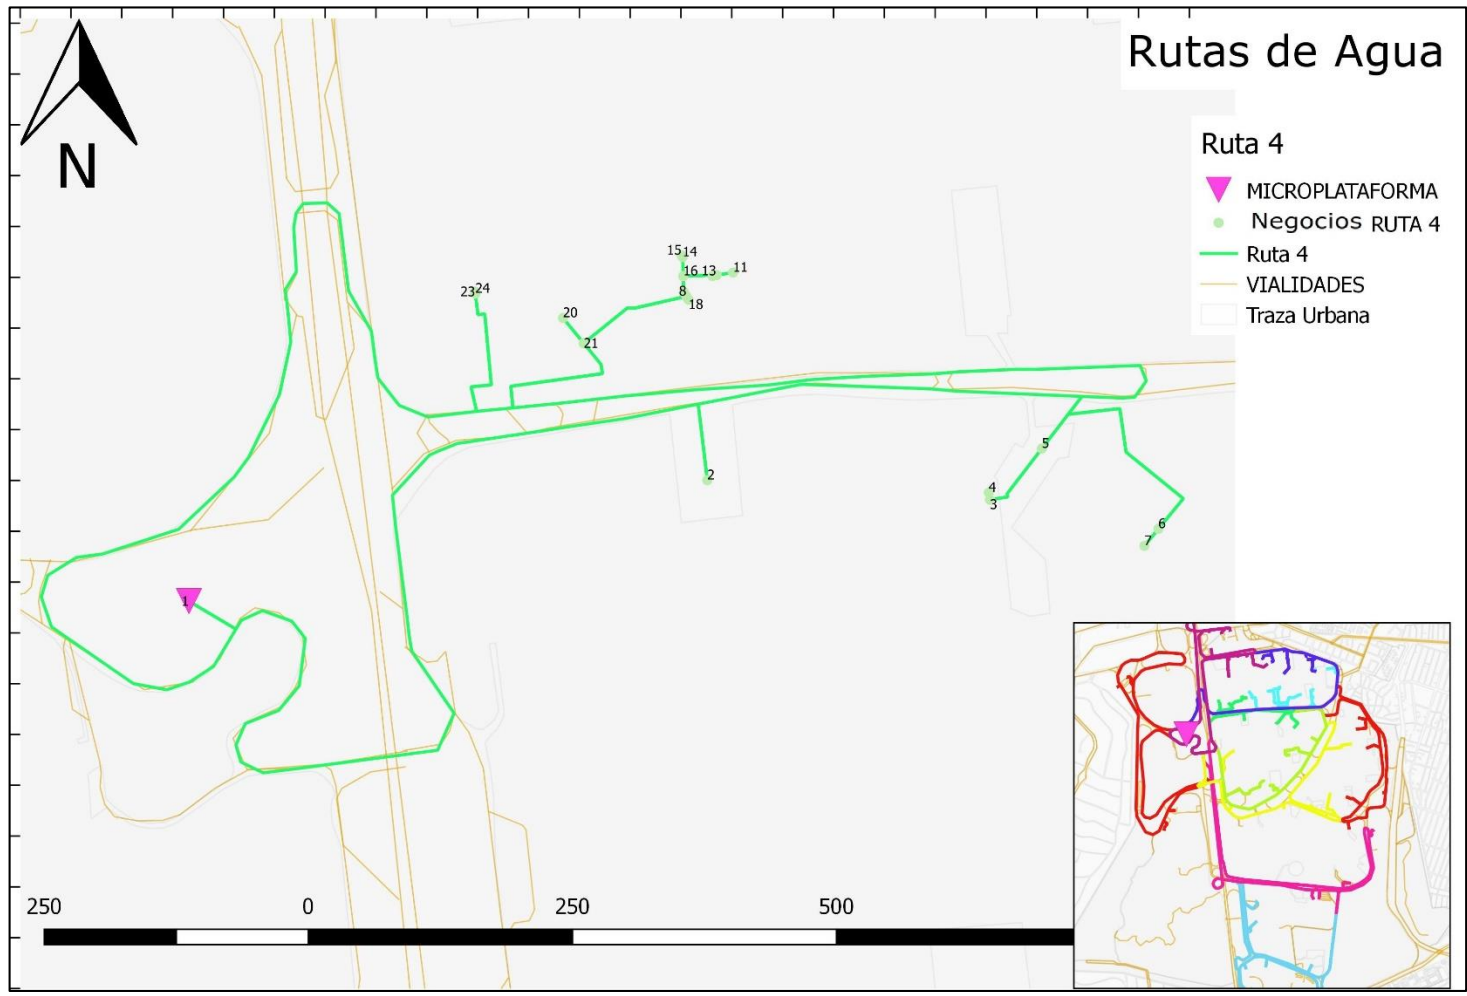 Rutas de Agua
N
Ruta 4
MICROPLATAFORMA
Negocios RUTA 4
Ruta 4
VIALIDADES
Traza Urbana
15 14
16 13 11
8
18
23 24
20
21
2
5
4
3
6
7
1
250 0 250 500